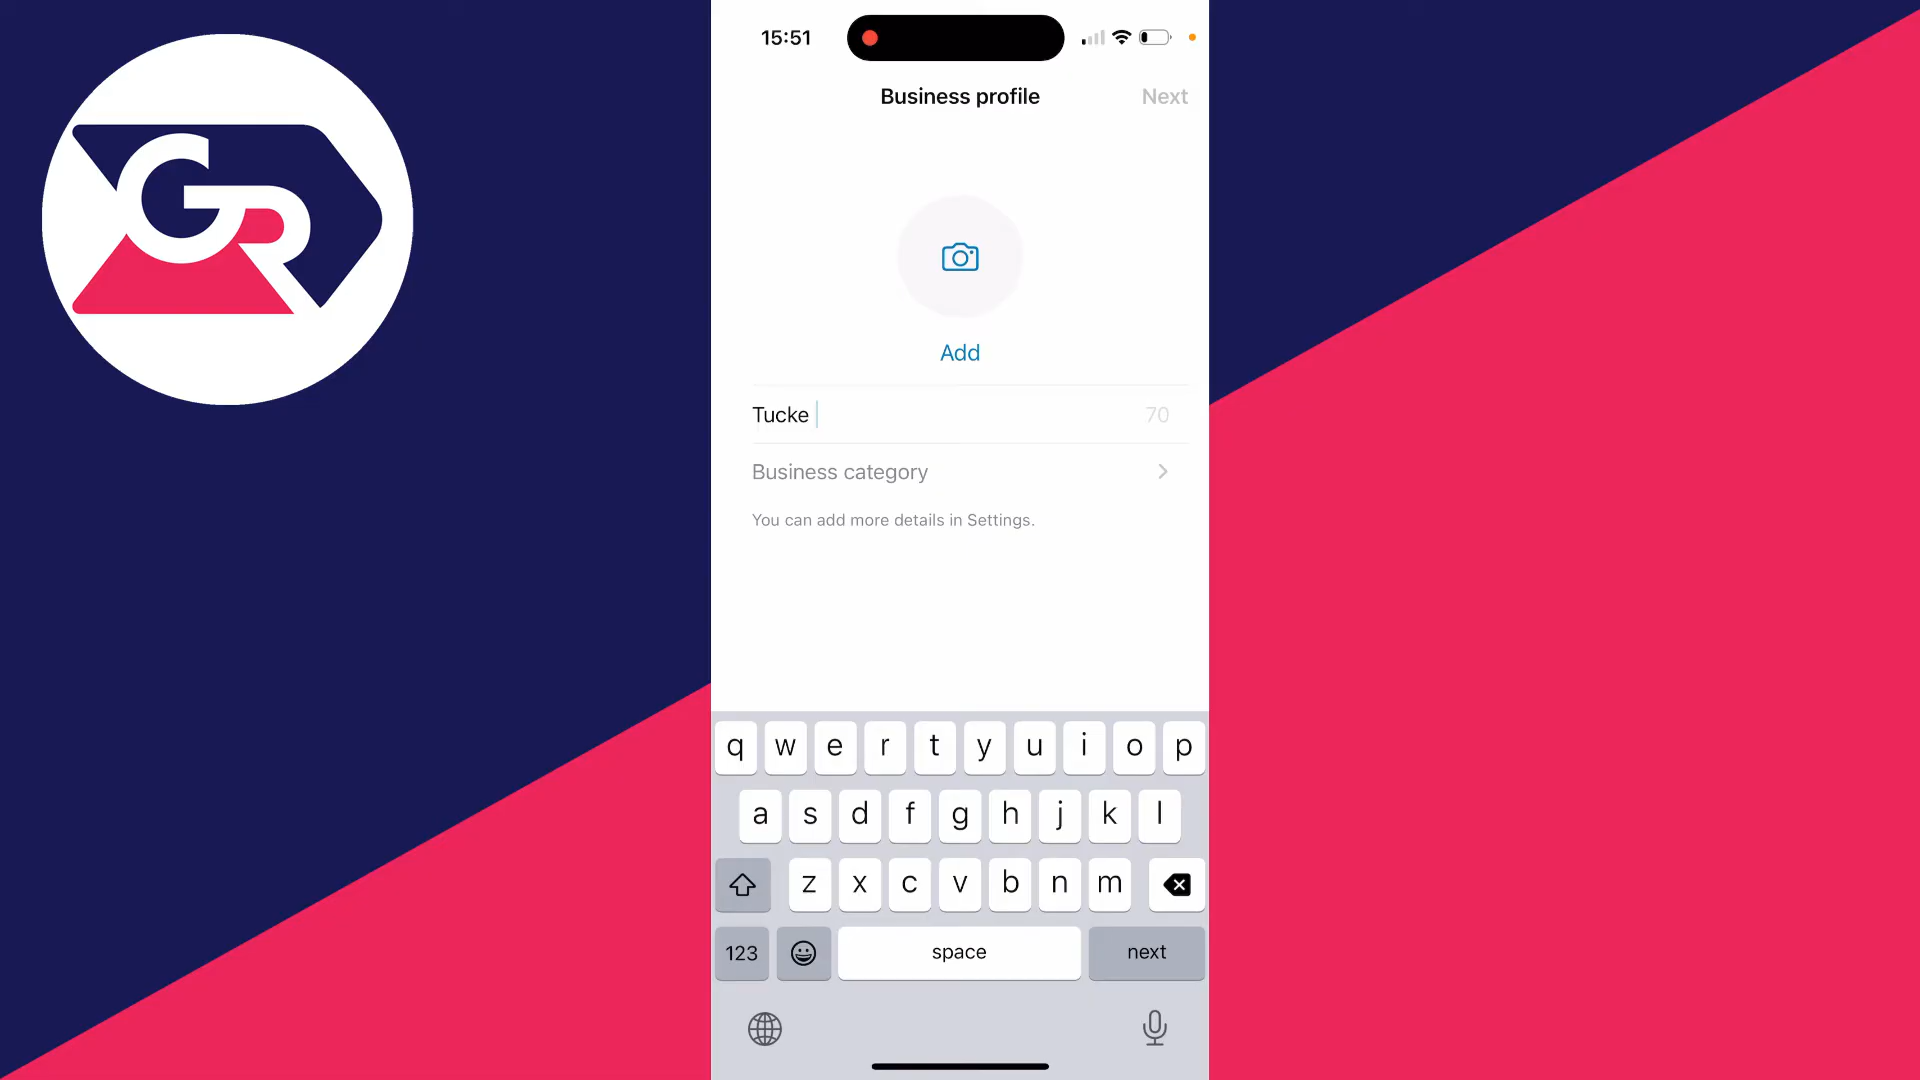 GR
15:51
Business profile
Next
Add
Tucke
70
Business category
You can add more details in Settings.
q w e r t y u i o p
a s d f g h j k l
z x c v b n m
123
space
next